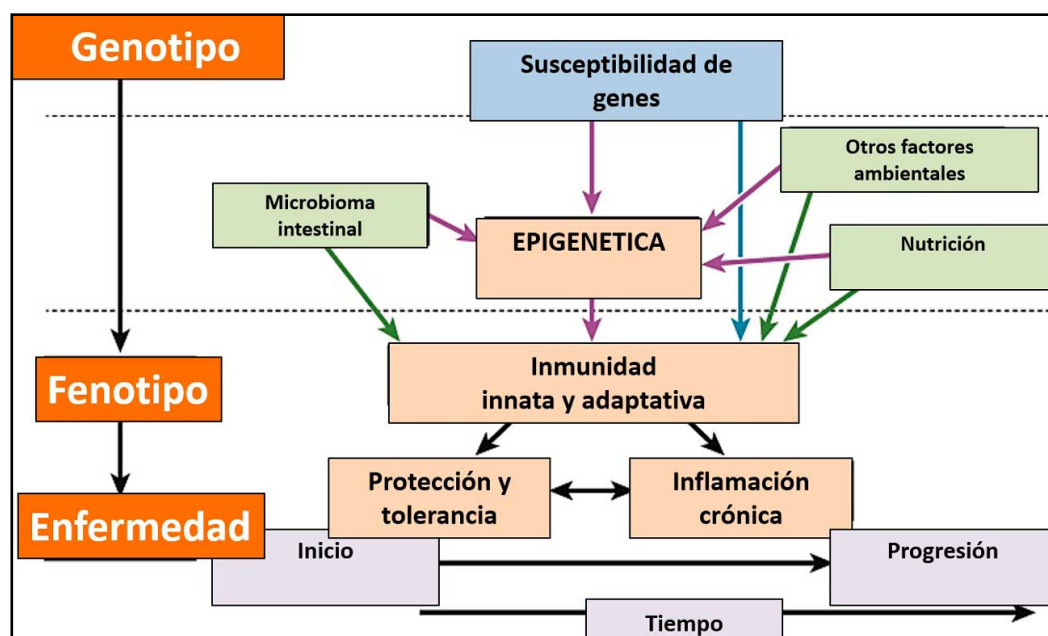 Genotipo
Susceptibilidad de
genes
Otros factores
ambientales
Microbioma
intestinal
EPIGENETICA
Nutrición
Fenotipo
Inmunidad
innata y adaptativa
Protección y
tolerancia
Inflamación
crónica
Enfermedad
Inicio
Progresión
Tiempo